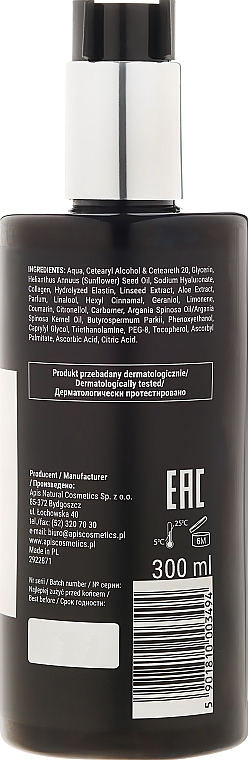 INGREDIENTS: Aqua, Cetearyl Alcohol & Ceteareth 20, Glycerin,
Helianthus Annuus (Sunflower) Seed Oil, Sodium Hyaluronate,
Collagen, Hydrolyzed Elastin, Linseed Extract, Aloe Extract,
Parfum, Linalool, Hexyl Cinnamal, Geraniol, Limonene,
Coumarin, Citronellol, Carbomer, Argania Spinosa Oil/Argania
Spinosa Kernel Oil, Butyrospermum Parkii, Phenoxyethanol,
Caprylyl Glycol, Triethanolamine, PEG-8, Tocopherol, Ascorbyl
Palmitate, Ascorbic Acid, Citric Acid.
Produkt przebadany dermatologicznie/
Dermatologically tested/
Дерматологически протестировано
Producent / Manufacturer
/ Произведено:
Apis Natural Cosmetics Sp. z o.o.
85-372 Bydgoszcz
ul. Łochowska 40
tel. (52) 320 70 30
e-mail: biuro@apiscosmetics.pl
www.apiscosmetics.pl
Made in PL
2922871
EAC
25°C
5°C
6M
300 ml
Nr serii / Batch number / № серии:
Najlepiej zużyć przed końcem /
Best before / Срок годности:
5 901810 003494